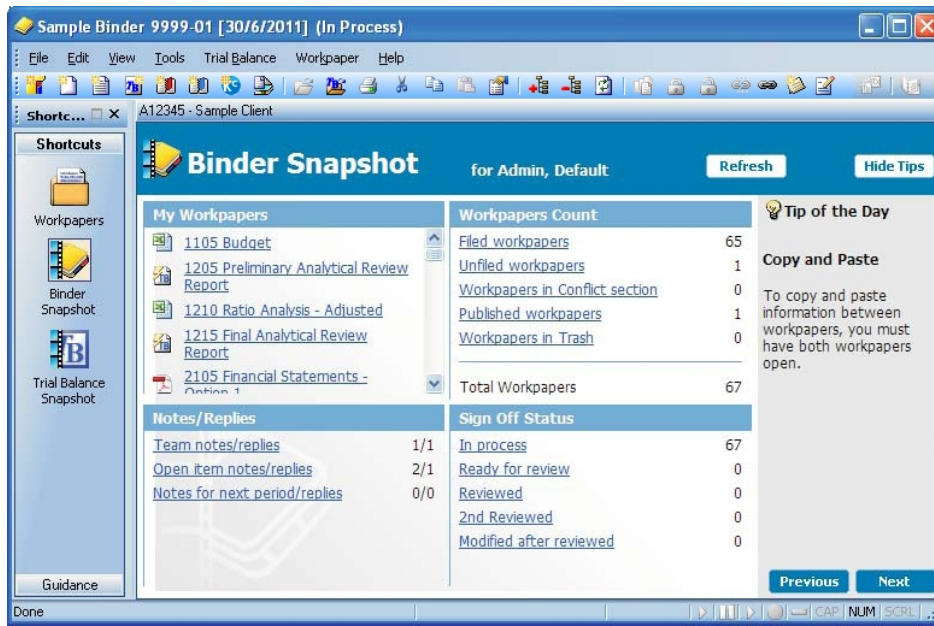 Sample Binder 9999-01 [30/6/2011] (In Process)
File Edit View Tools Trial Balance Workpaper Help
Shortc...
A12345 - Sample Client
Shortcuts
Workpapers
Binder
Snapshot
Trial Balance
Snapshot
Guidance
Binder Snapshot for Admin, Default Refresh Hide Tips
My Workpapers
1105 Budget
1205 Preliminary Analytical Review
Report
1210 Ratio Analysis - Adjusted
1215 Final Analytical Review
Report
2105 Financial Statements -
Option 1
Workpapers Count
Filed workpapers 65
Unfiled workpapers 1
Workpapers in Conflict section 0
Published workpapers 1
Workpapers in Trash 0
Total Workpapers 67
Notes/Replies
Team notes/replies 1/1
Open item notes/replies 2/1
Notes for next period/replies 0/0
Sign Off Status
In process 67
Ready for review 0
Reviewed 0
2nd Reviewed 0
Modified after reviewed 0
Tip of the Day
Copy and Paste
To copy and paste
information between
workpapers, you must
have both workpapers
open.
Previous Next
Done CAP NUM SCRL